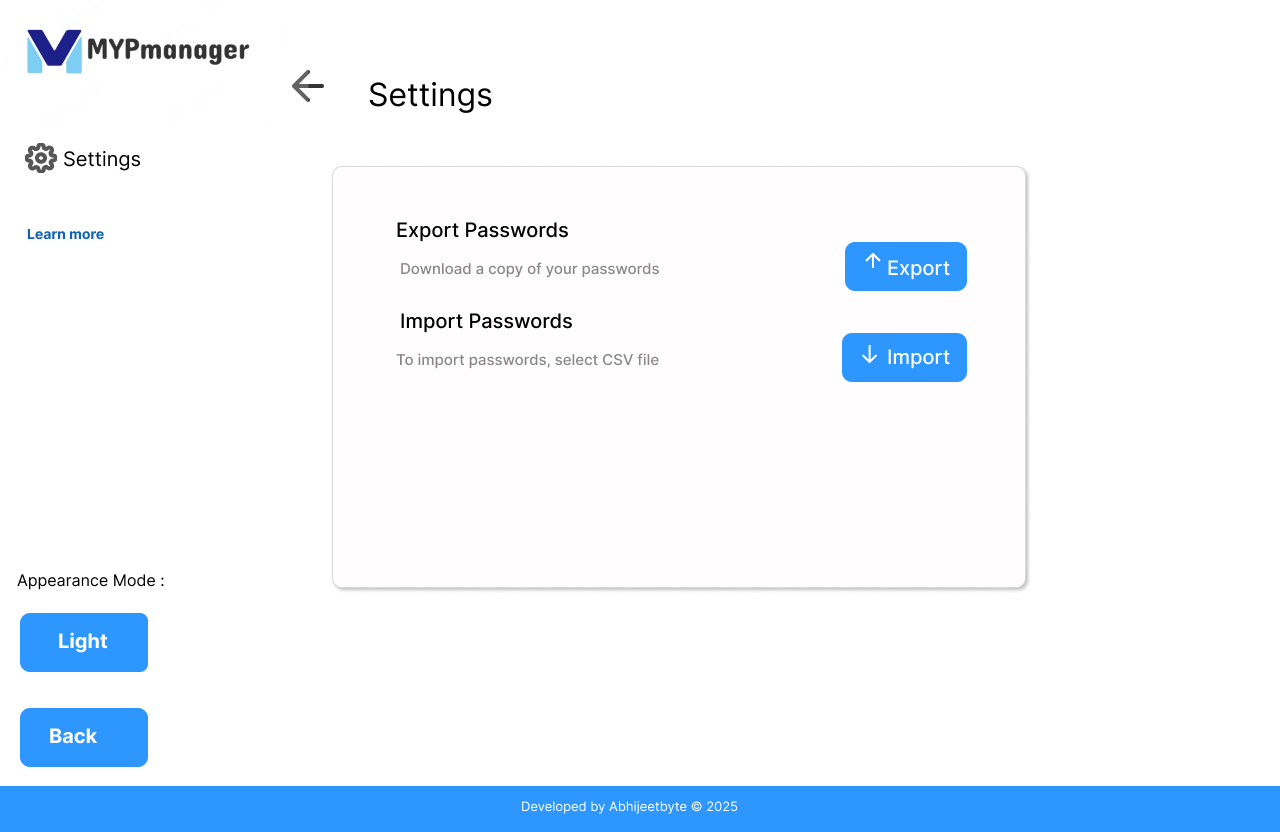 MYPmanager
Settings
Settings
Learn more
Export Passwords
Download a copy of your passwords
Export
Import Passwords
To import passwords, select CSV file
Import
Appearance Mode :
Light
Back
Developed by Abhijeetbyte © 2025